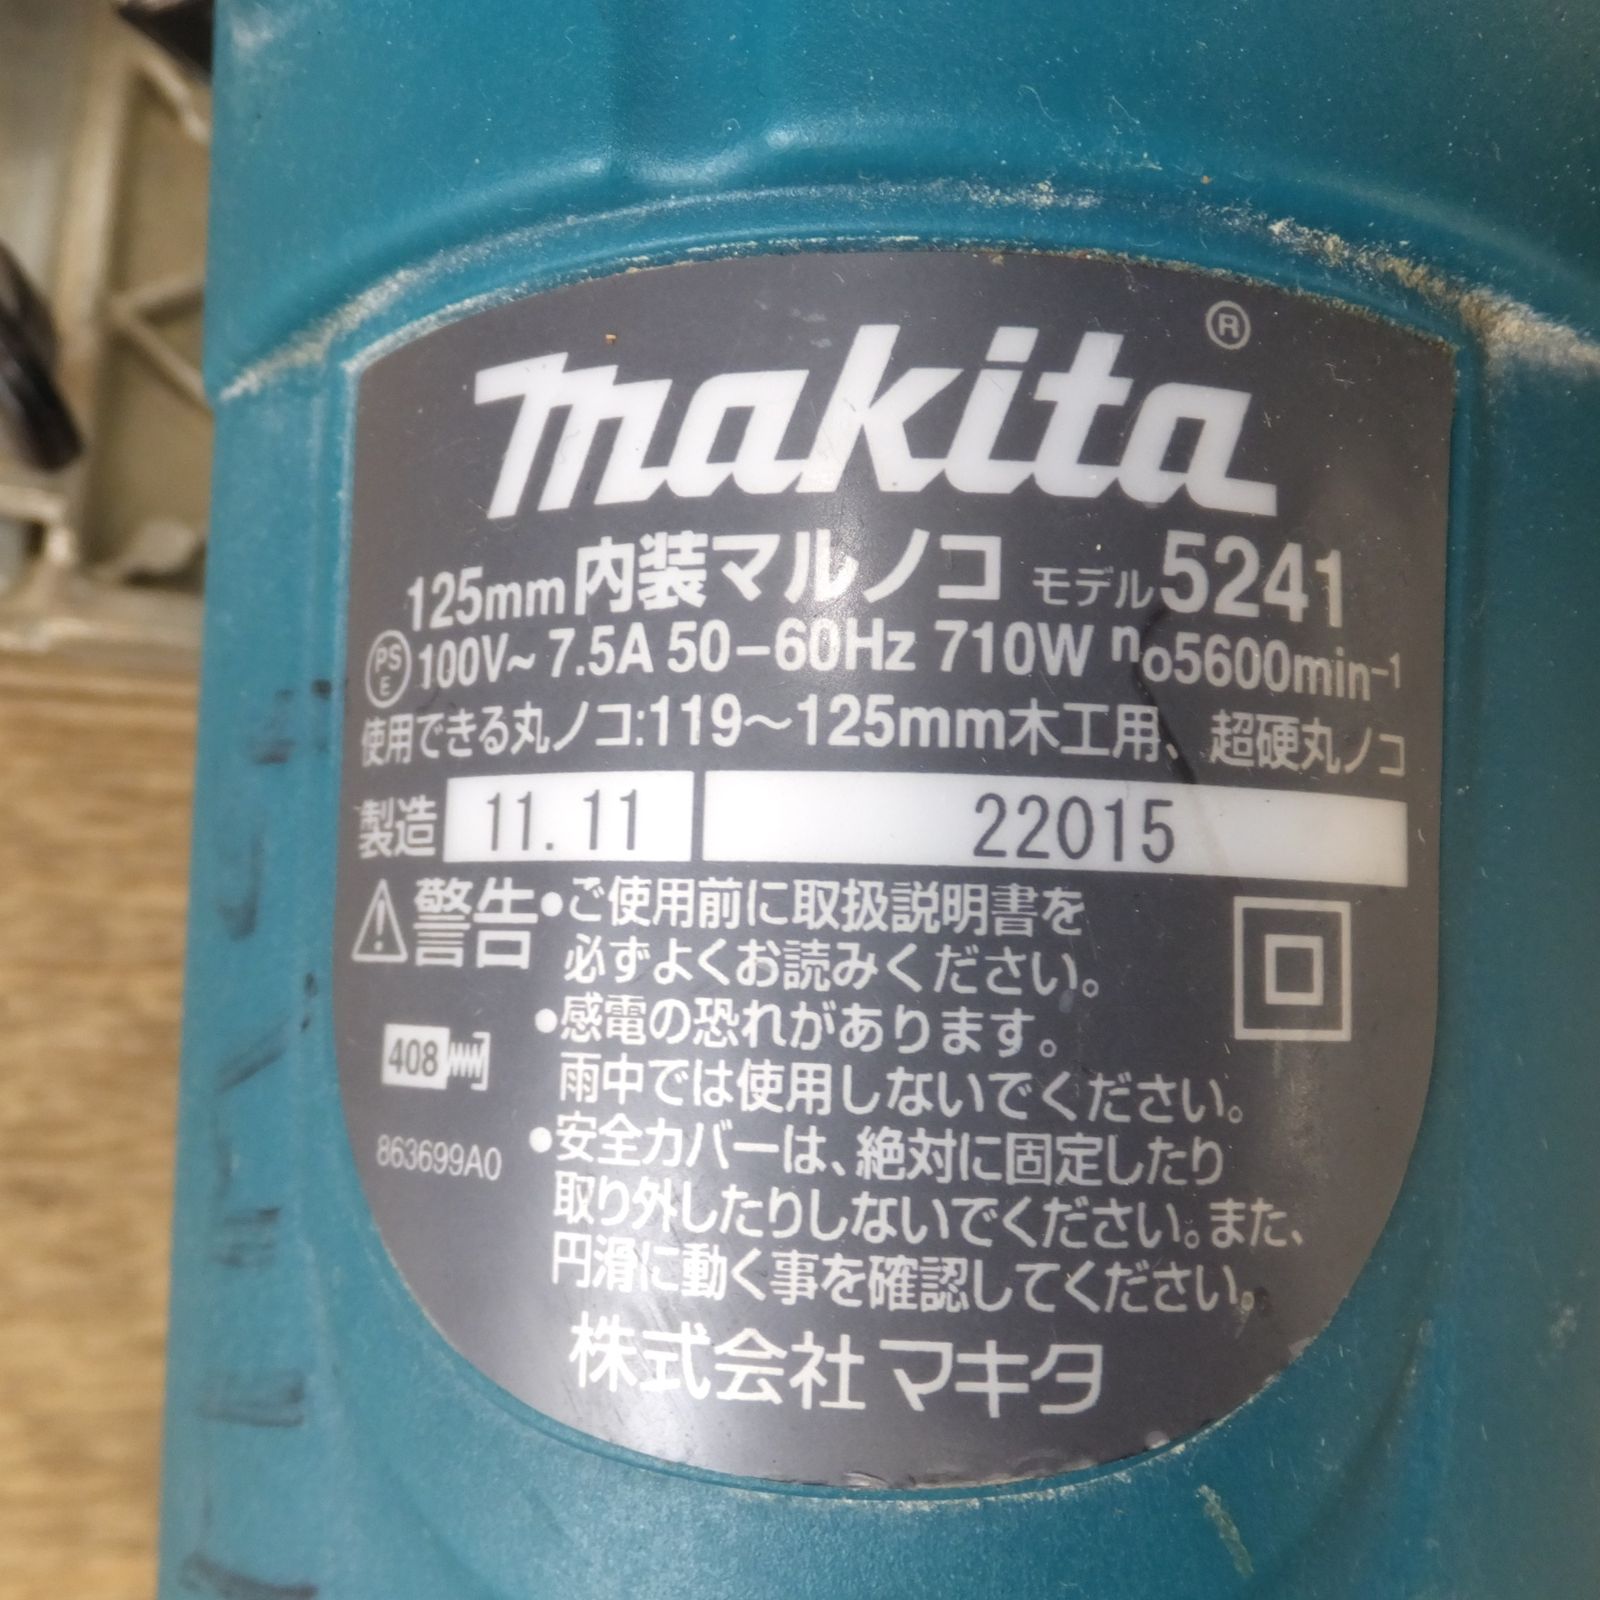 makita®
125mm内装マルノコ モデル5241
PSE 100V~ 7.5A 50-60Hz 710W no5600min-1
使用できる丸ノコ:119〜125mm木工用、超硬丸ノコ
製造 11.11 22015
⚠警告 •ご使用前に取扱説明書を
必ずよくお読みください。
•感電の恐れがあります。
雨中では使用しないでください。
408
•安全カバーは、絶対に固定したり
863699A0
取り外したりしないでください。また、
円滑に動く事を確認してください。
株式会社マキタ